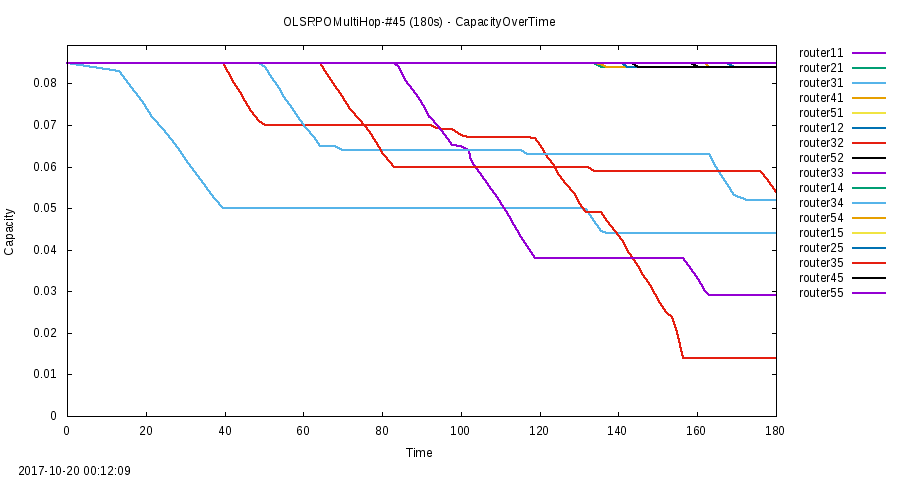 OLSRPOMultiHop-#45 (180s) - CapacityOverTime
router11
router21
router31
router41
router51
router12
router32
router52
router33
router14
router34
router54
router15
router25
router35
router45
router55
Capacity
0.08
0.07
0.06
0.05
0.04
0.03
0.02
0.01
0
0 20 40 60 80 100 120 140 160 180
Time
2017-10-20 00:12:09